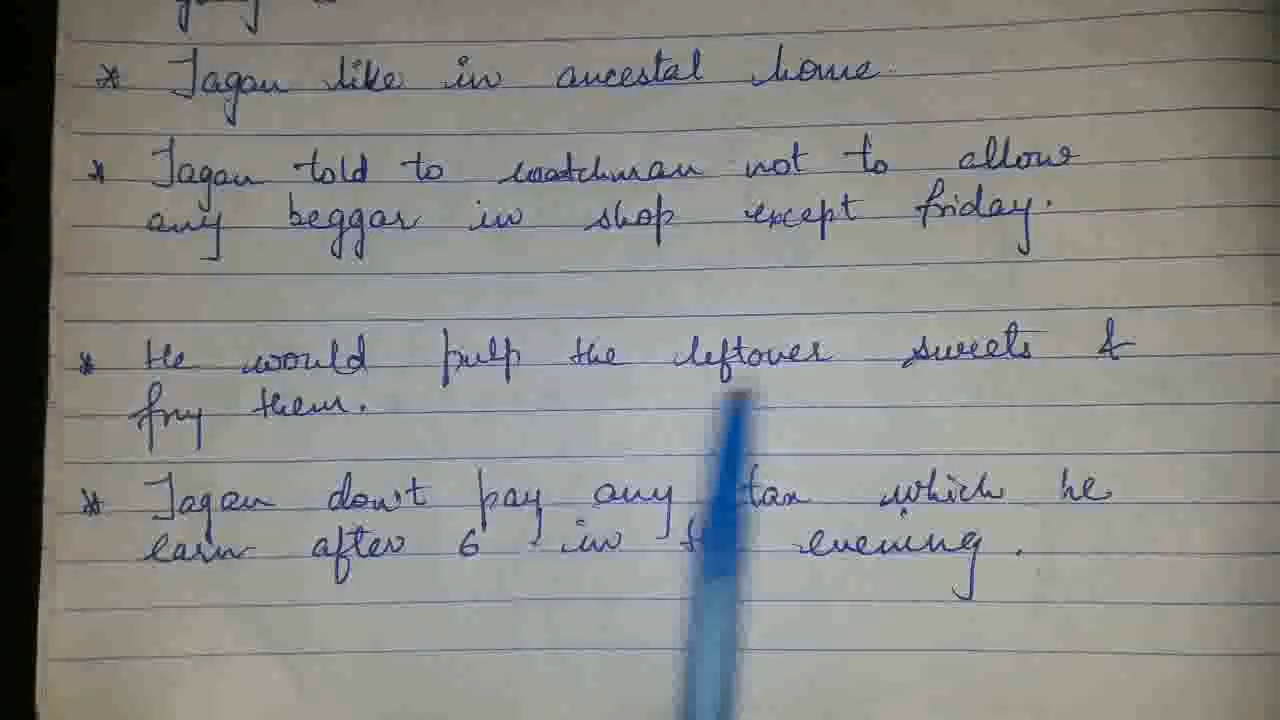 * Jagan like in ancestal home.
* Jagan told to watchman not to allow
any beggar in shop except friday.
* He would pulp the leftover sweets &
fry them.
* Jagan don't pay any tax which he
earn after 6 in evening.